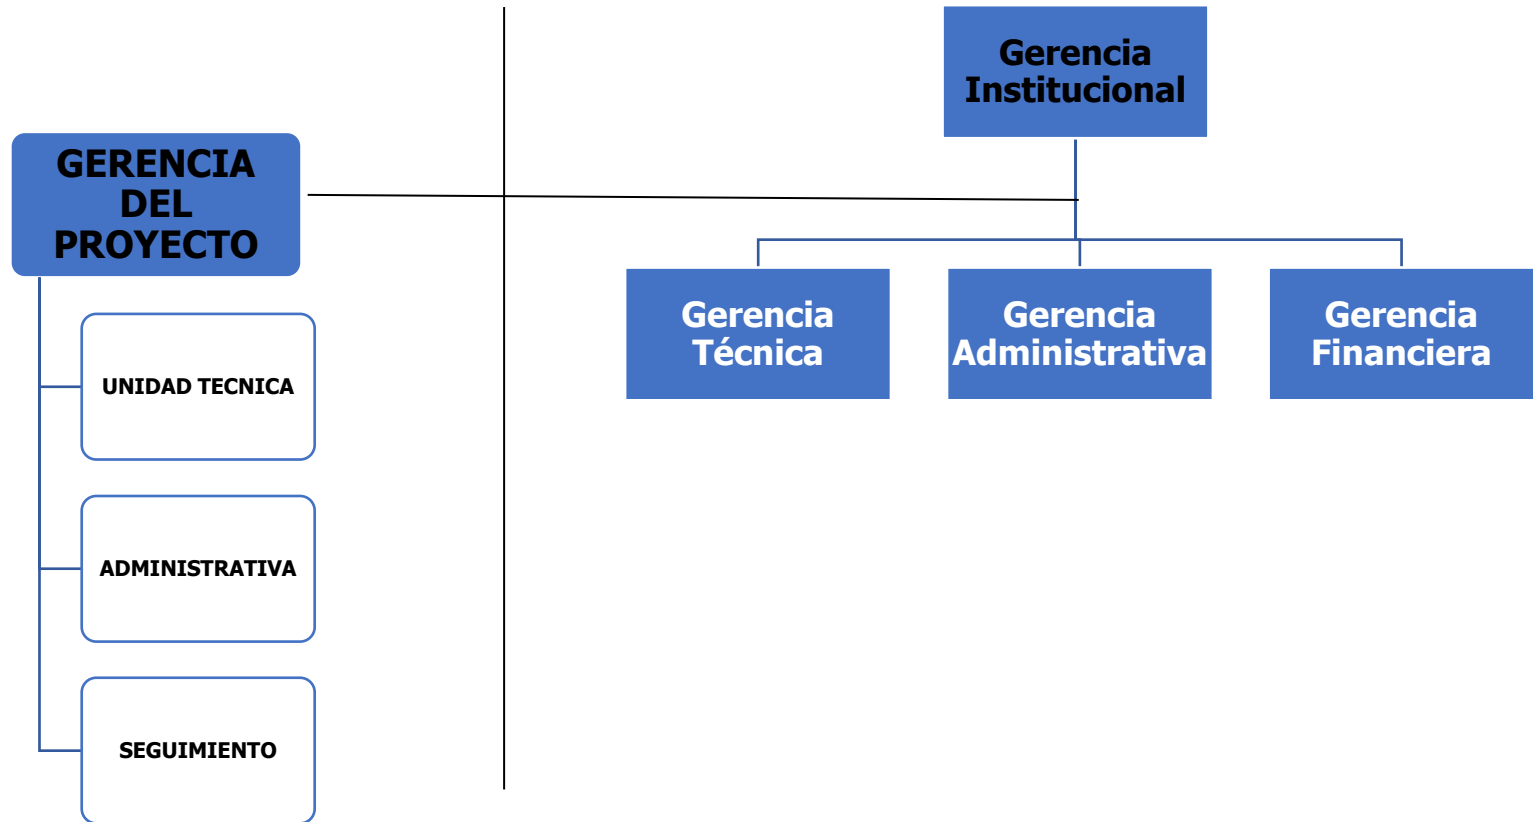 Gerencia
Institucional
GERENCIA
DEL
PROYECTO
UNIDAD TECNICA
ADMINISTRATIVA
SEGUIMIENTO
Gerencia
Técnica
Gerencia
Administrativa
Gerencia
Financiera